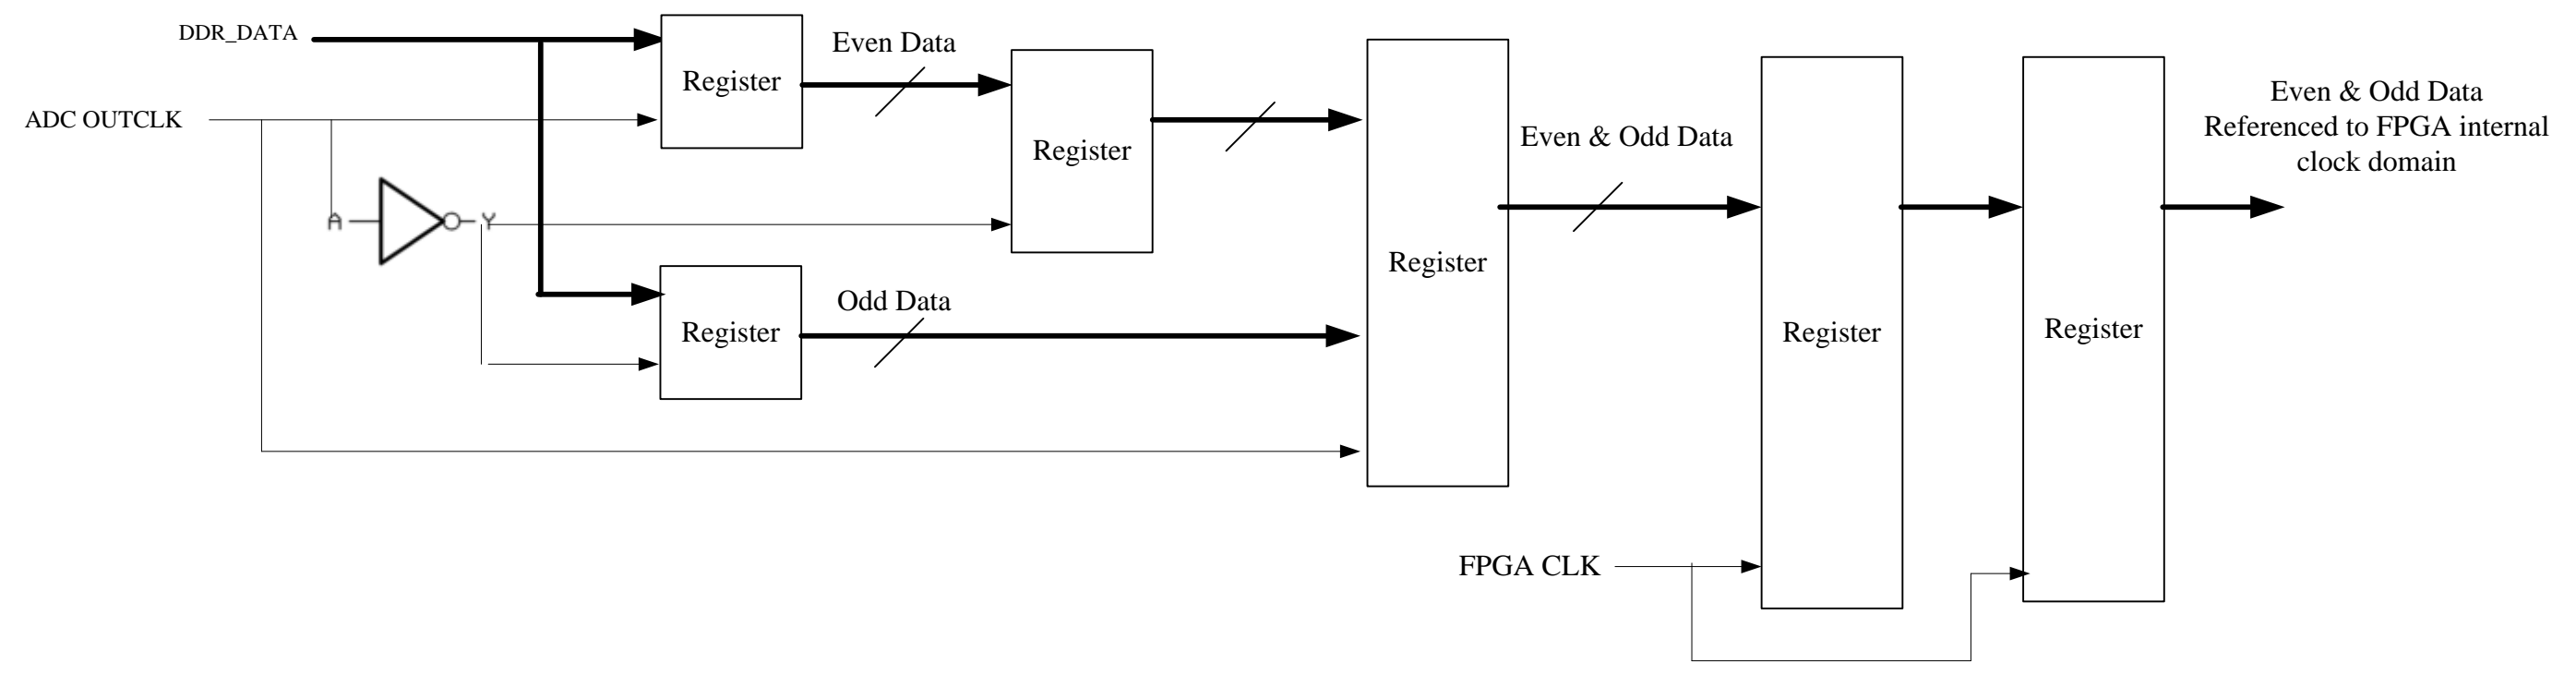 DDR_DATA
Register
Even Data
ADC OUTCLK
Register
A
Y
Register
Odd Data
Register
Even & Odd Data
Register
Register
Even & Odd Data
Referenced to FPGA internal
clock domain
FPGA CLK